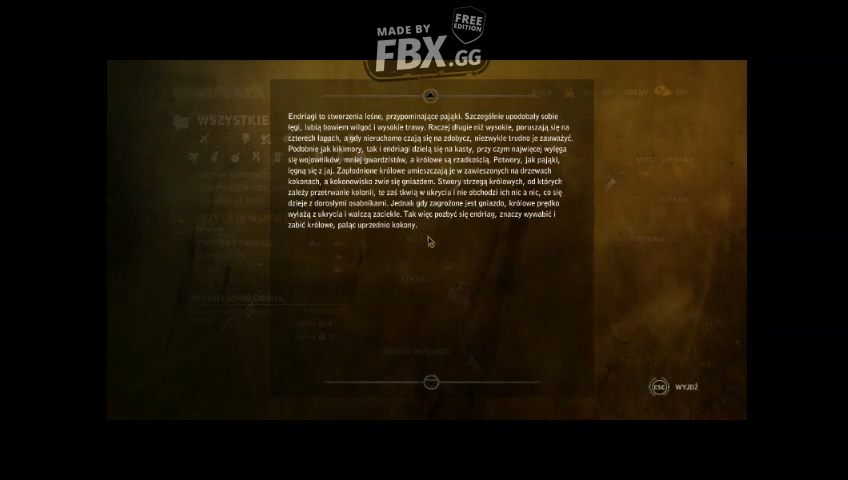 MADE BY
FREE
EDITION
FBX.GG
WSZYSTKIE
Endriagi to stworzenia leśne, przypominające pająki. Szczególnie upodobały sobie
łęgi, lubią bowiem wilgoć i wysokie trawy. Raczej długie niż wysokie, poruszają się na
czterech łapach, a gdy nieruchomo czają się na zdobycz, niezwykle trudno je zauważyć.
Podobnie jak kikimory, tak i endriagi dzielą się na kasty, przy czym najwięcej wylęga
się wojowników, mniej gwardzistów, a królowe są rzadkością. Potwory, jak pająki,
lęgną się z jaj. Zapłodnione królowe umieszczają je w zawieszonych na drzewach
kokonach, a kokonowisko zwie się gniazdem. Stwory strzegą królowych, od których
zależy przetrwanie kolonii, te zaś tkwią w ukryciu i nie obchodzi ich nic a nic, co się
dzieje z dorosłymi osobnikami. Jednak gdy zagrożone jest gniazdo, królowe prędko
wyłażą z ukrycia i walczą zaciekle. Tak więc pozbyć się endriag, znaczy wywabić i
zabić królowe, paląc uprzednio kokony.
ESC WYJDŹ